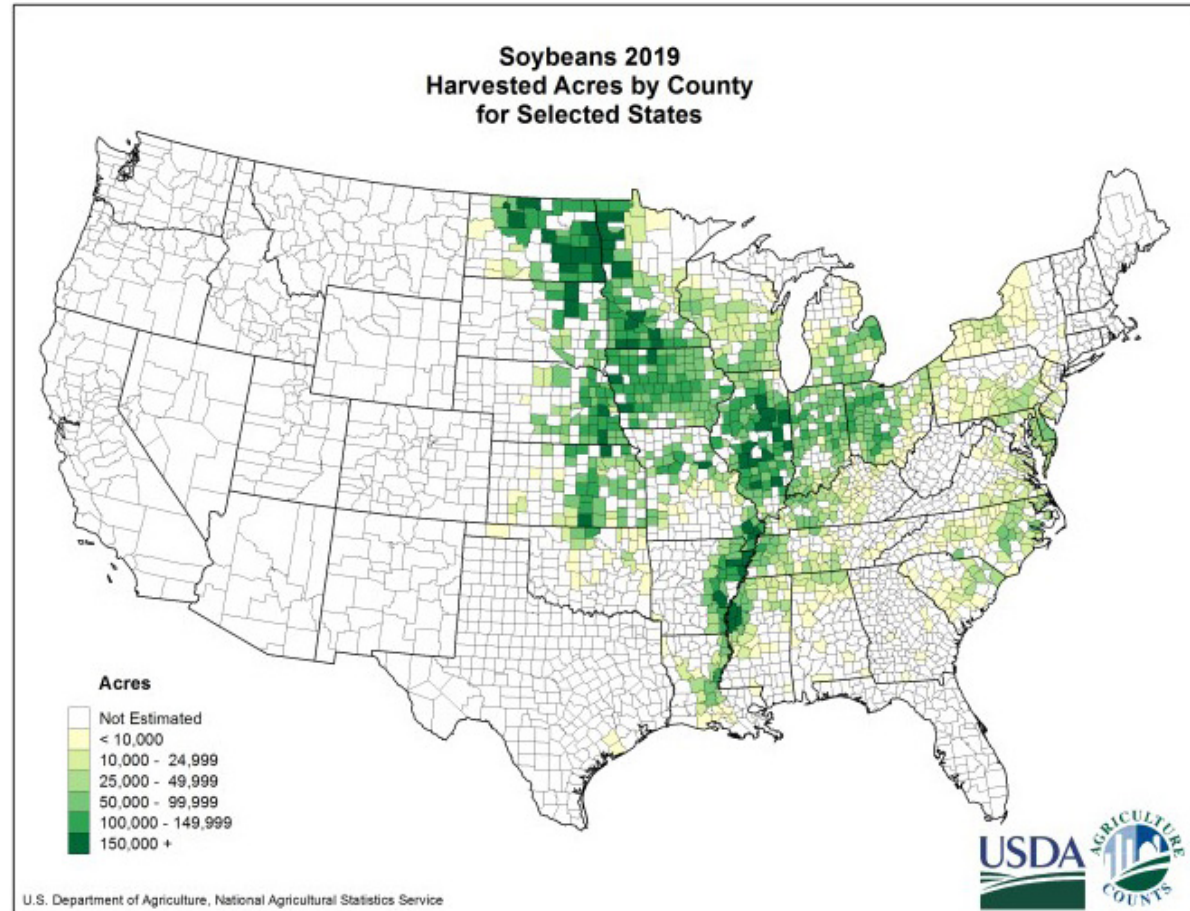 Soybeans 2019
Harvested Acres by County
for Selected States
Acres
Not Estimated
< 10,000
10,000 - 24,999
25,000 - 49,999
50,000 - 99,999
100,000 - 149,999
150,000 +
USDA
AGRICULTURE
COUNTS
U.S. Department of Agriculture, National Agricultural Statistics Service